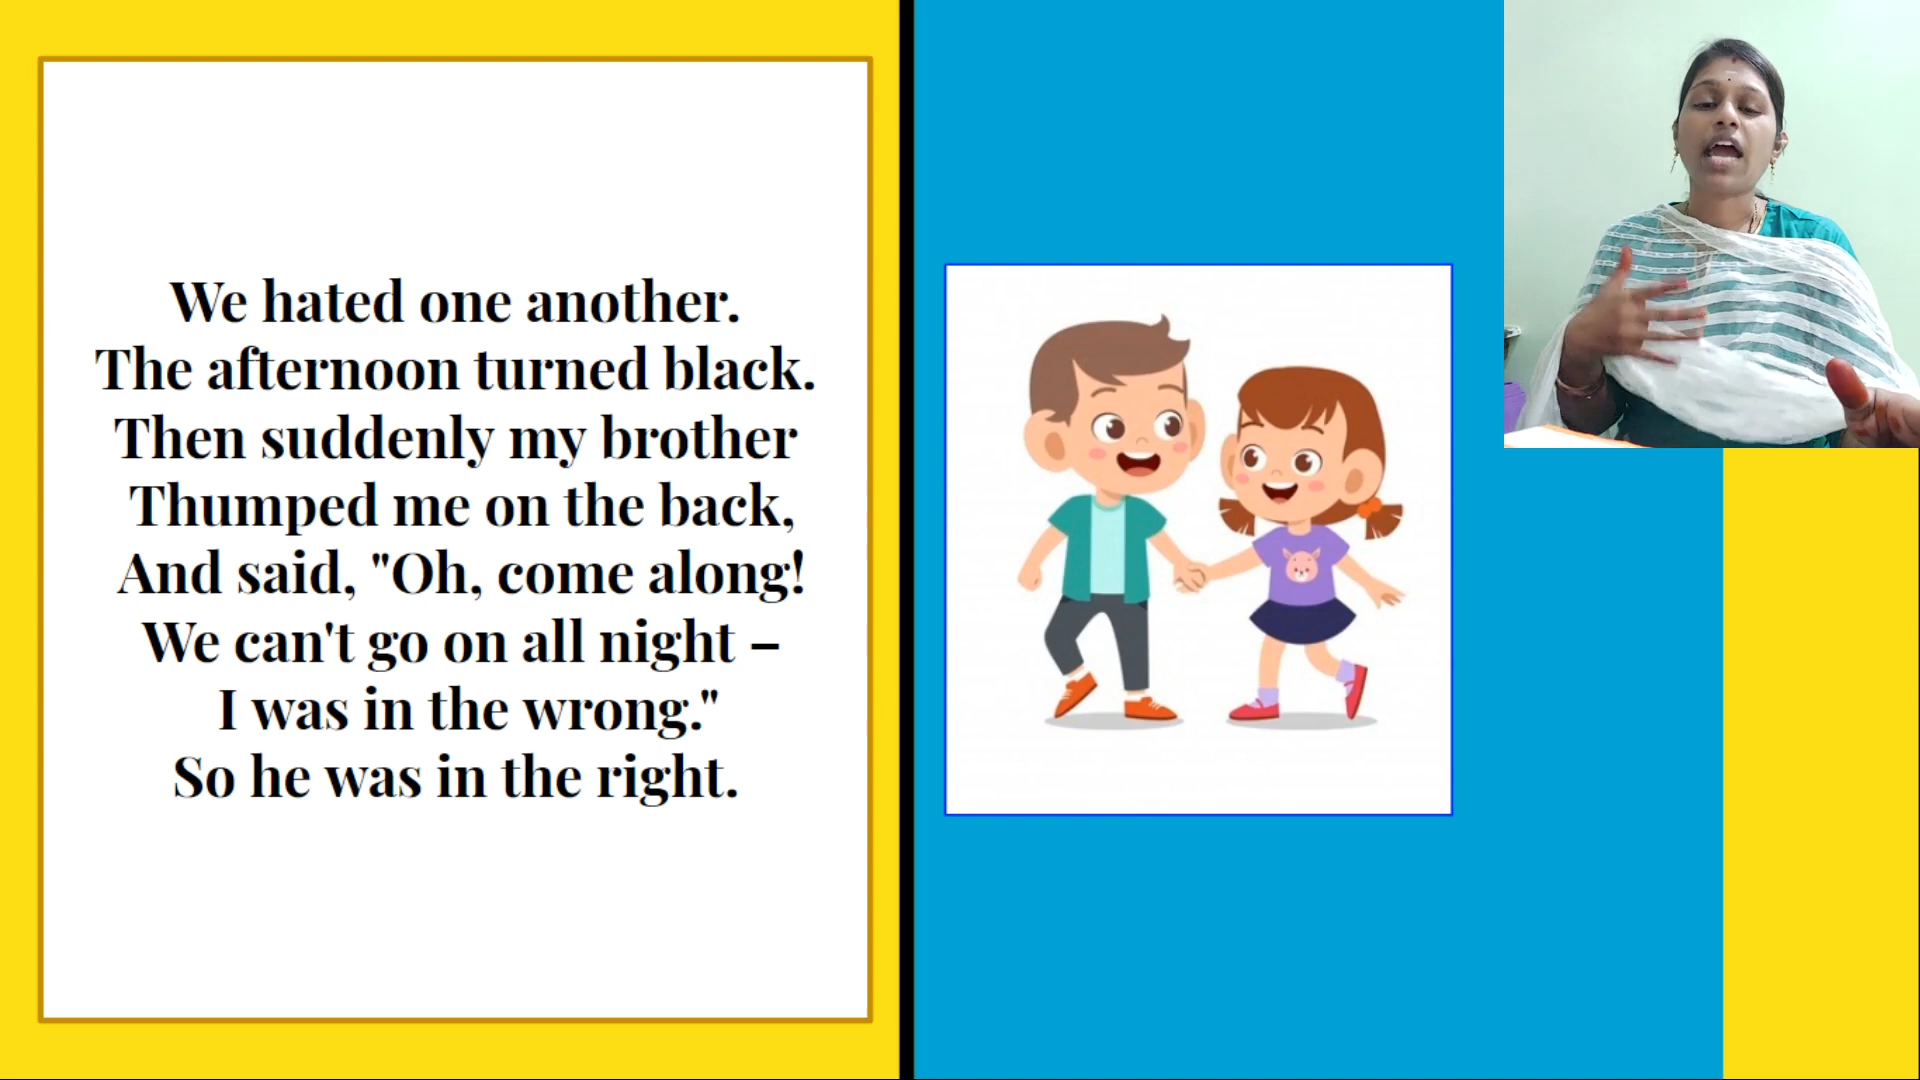 We hated one another.
The afternoon turned black.
Then suddenly my brother
Thumped me on the back,
And said, "Oh, come along!
We can't go on all night –
I was in the wrong."
So he was in the right.